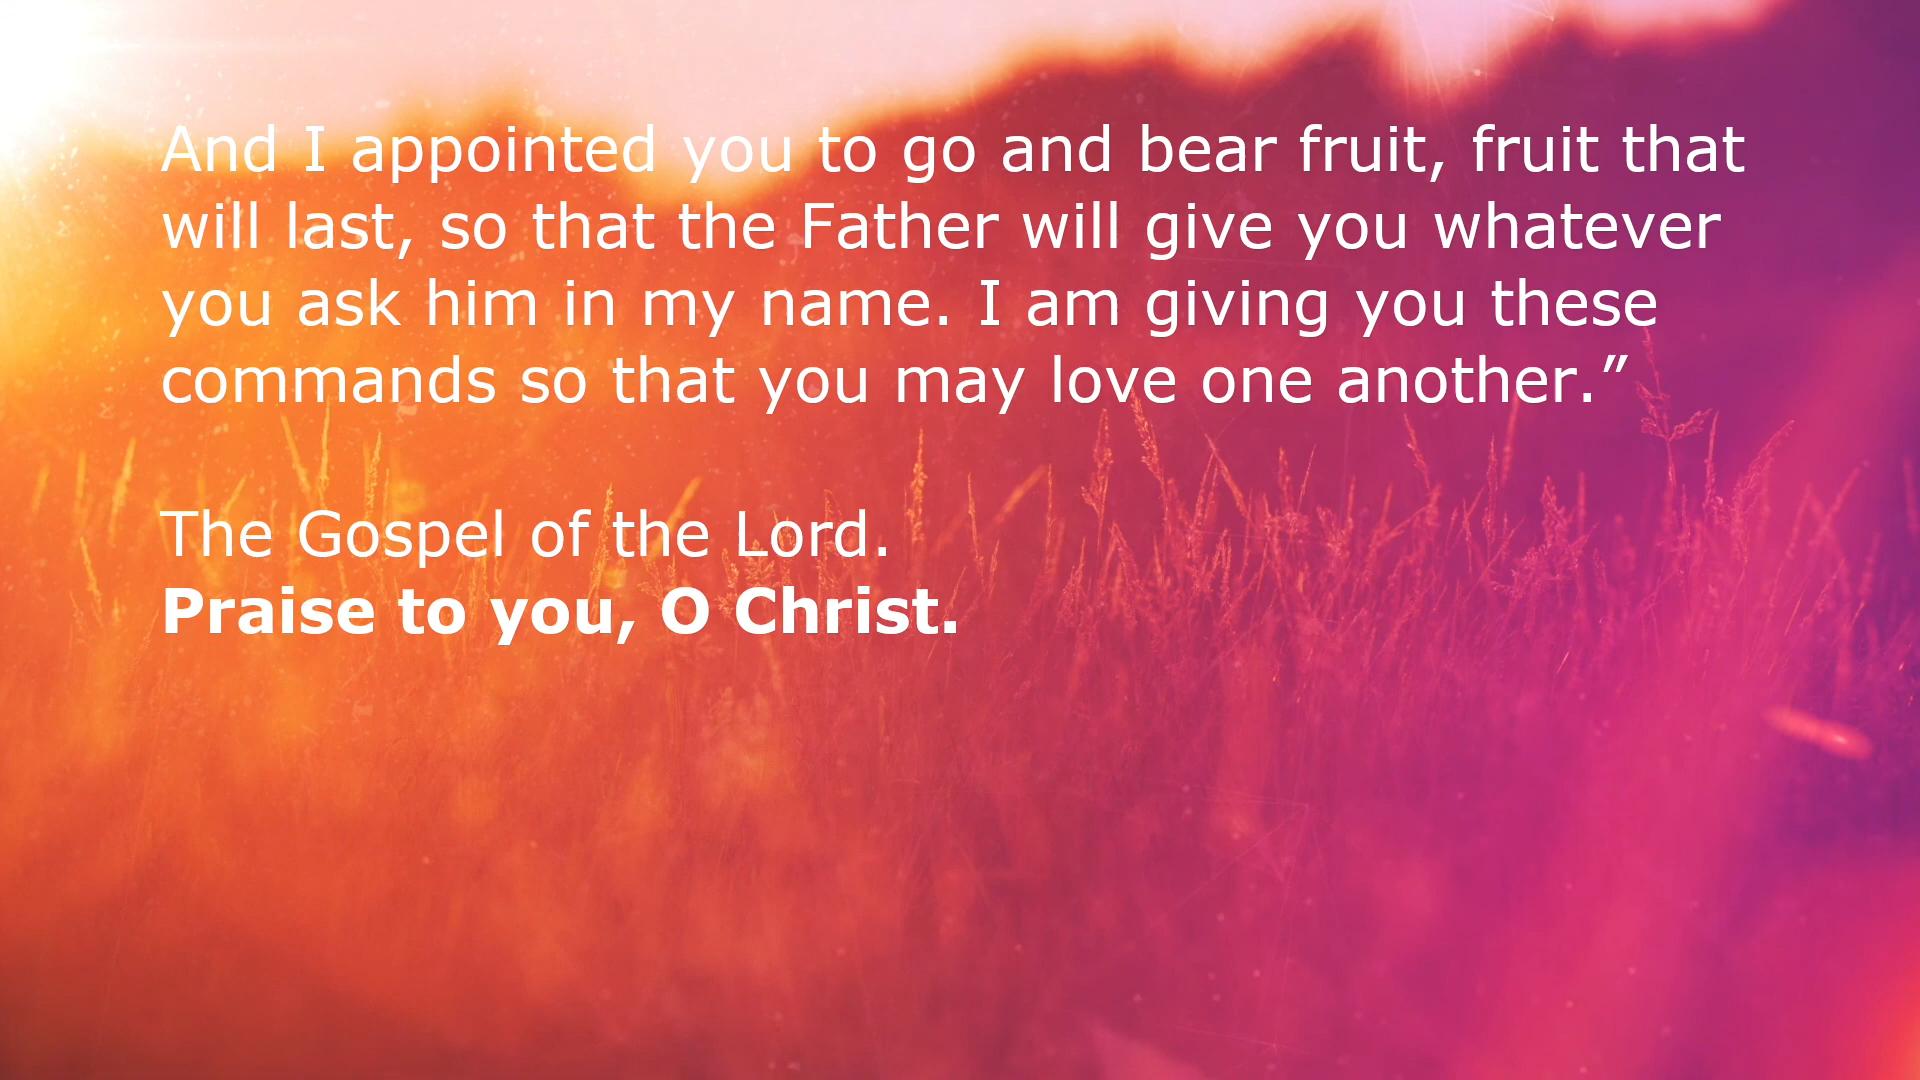 And I appointed you to go and bear fruit, fruit that
will last, so that the Father will give you whatever
you ask him in my name. I am giving you these
commands so that you may love one another.”
The Gospel of the Lord.
Praise to you, O Christ.